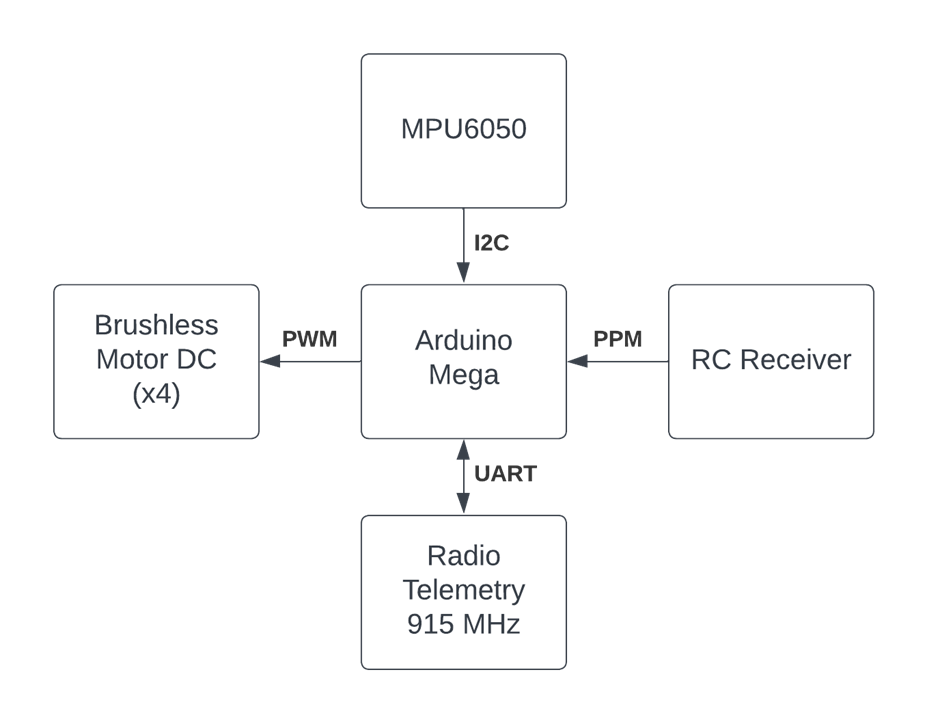 MPU6050
I2C
Brushless
Motor DC
(x4)
PWM
Arduino
Mega
PPM
RC Receiver
UART
Radio
Telemetry
915 MHz